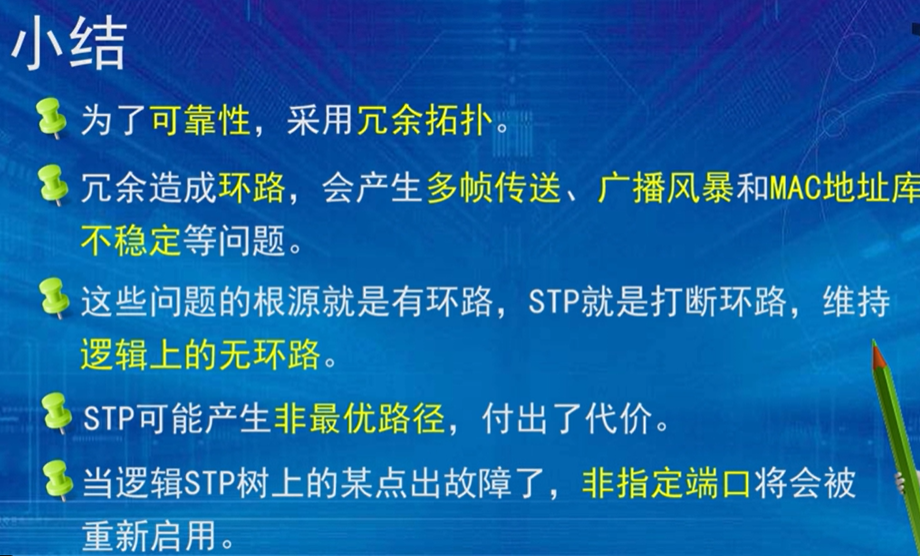 小结
为了可靠性，采用冗余拓扑。
冗余造成环路，会产生多帧传送、广播风暴和MAC地址库
不稳定等问题。
这些问题的根源就是有环路，STP就是打断环路，维持
逻辑上的无环路。
STP可能产生非最优路径，付出了代价。
当逻辑STP树上的某点出故障了，非指定端口将会被
重新启用。